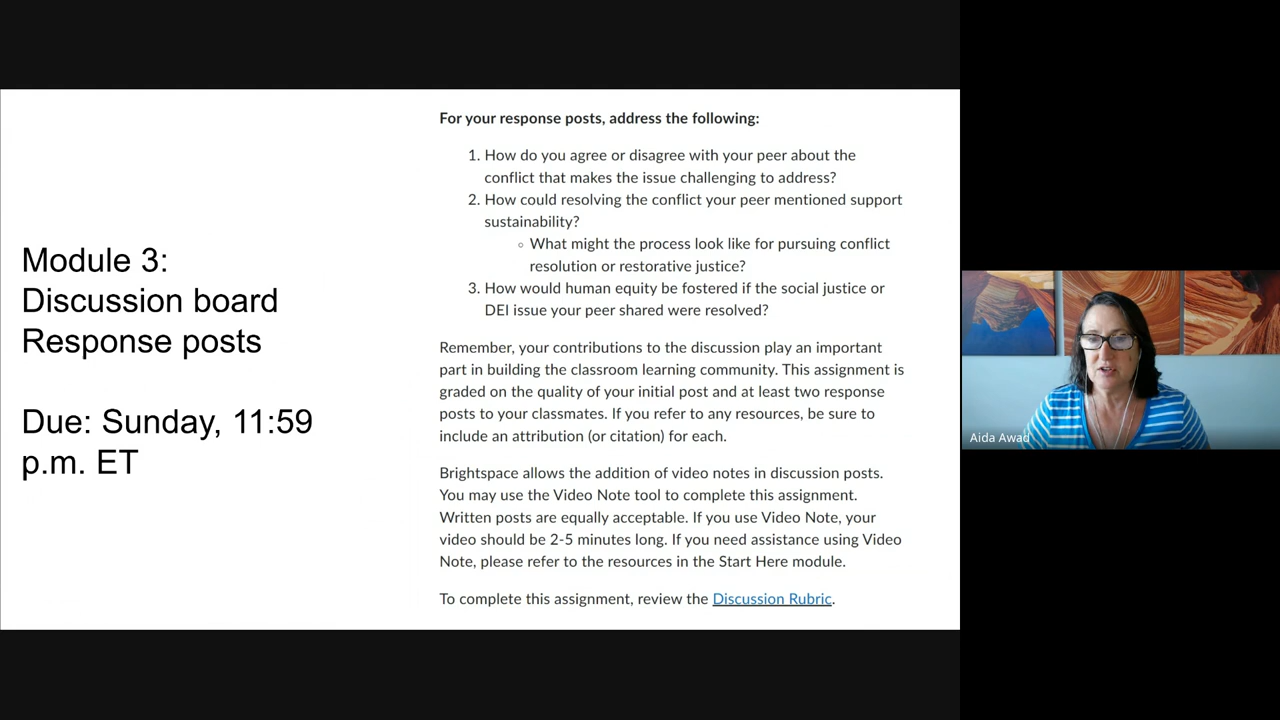 Module 3:
Discussion board
Response posts
Due: Sunday, 11:59
p.m. ET
For your response posts, address the following:
1. How do you agree or disagree with your peer about the
conflict that makes the issue challenging to address?
2. How could resolving the conflict your peer mentioned support
sustainability?
◦ What might the process look like for pursuing conflict
resolution or restorative justice?
3. How would human equity be fostered if the social justice or
DEI issue your peer shared were resolved?
Remember, your contributions to the discussion play an important
part in building the classroom learning community. This assignment is
graded on the quality of your initial post and at least two response
posts to your classmates. If you refer to any resources, be sure to
include an attribution (or citation) for each.
Brightspace allows the addition of video notes in discussion posts.
You may use the Video Note tool to complete this assignment.
Written posts are equally acceptable. If you use Video Note, your
video should be 2-5 minutes long. If you need assistance using Video
Note, please refer to the resources in the Start Here module.
To complete this assignment, review the Discussion Rubric.
Aida Awad